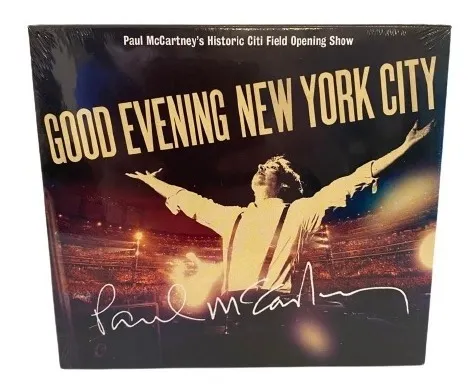 Paul McCartney's Historic Citi Field Opening Show
GOOD EVENING NEW YORK CITY
Paul McCartney